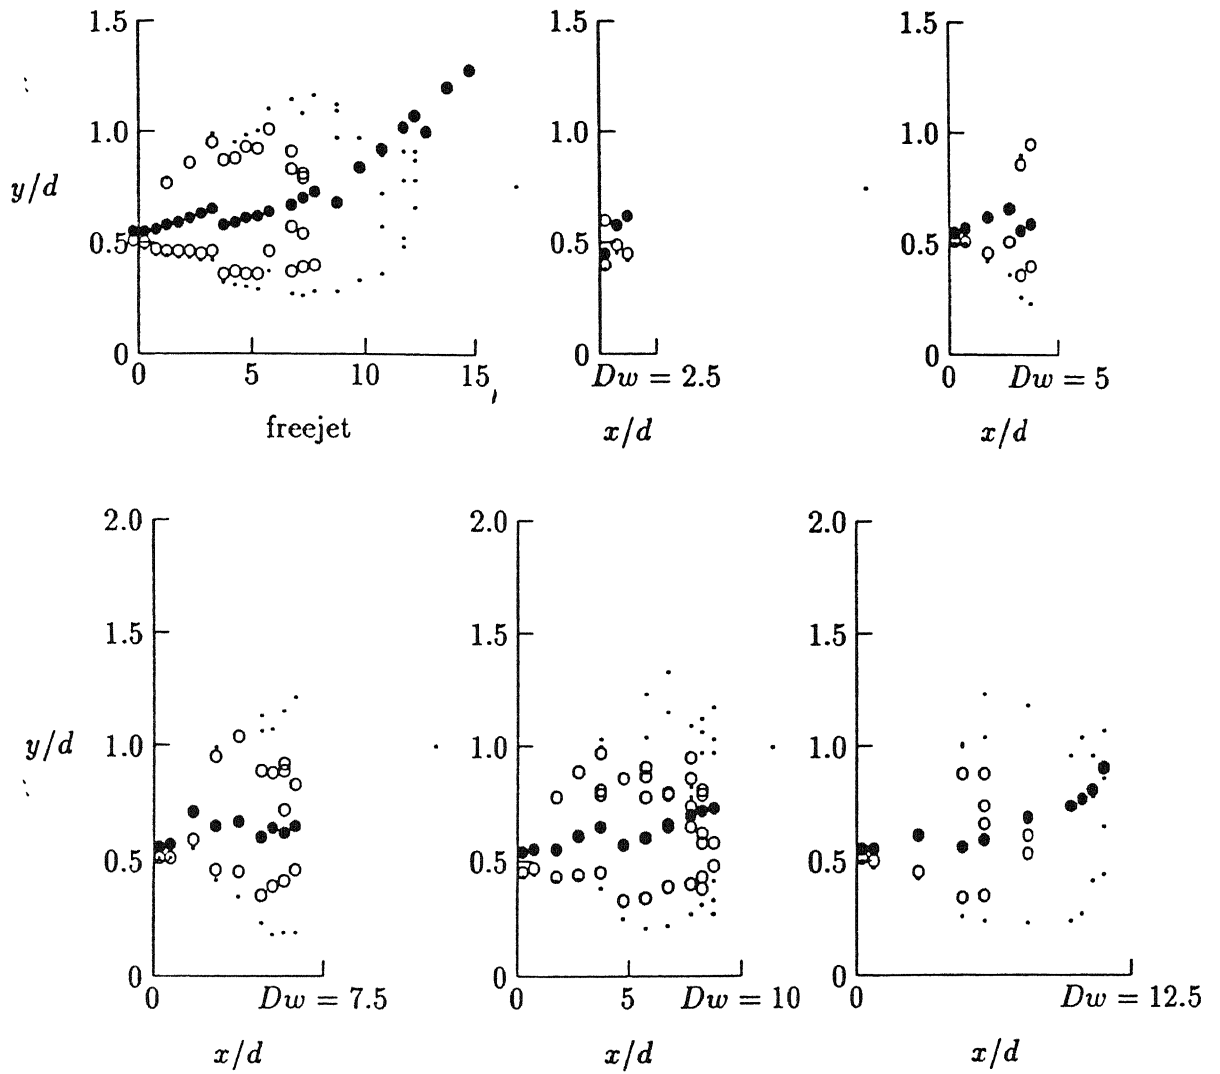 1.5 1.5 1.5
1.0 1.0 1.0
y/d
0.5 0.5 0.5
0 0 0
0 5 10 15 Dw = 2.5 0 Dw = 5
freejet x/d x/d
2.0 2.0 2.0
1.5 1.5 1.5
y/d 1.0 1.0 1.0
0.5 0.5 0.5
0 0 0
0 Dw = 7.5 0 5 Dw = 10 0 Dw = 12.5
x/d x/d x/d